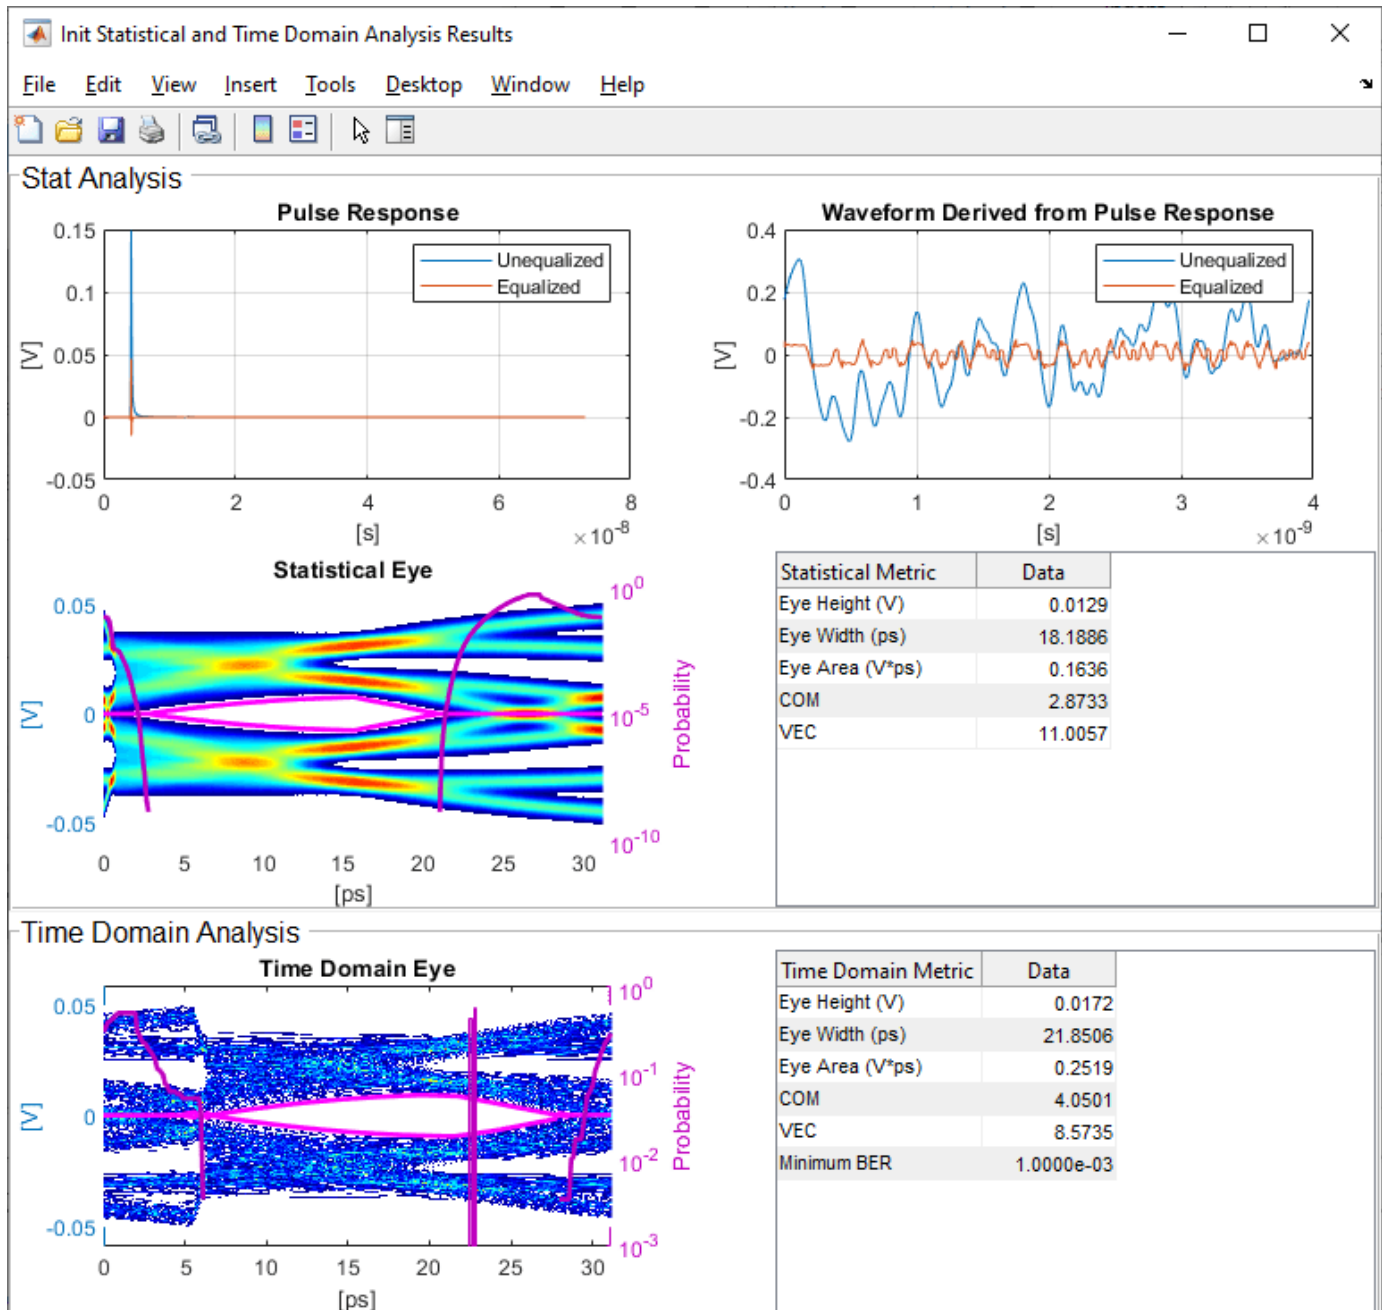 Init Statistical and Time Domain Analysis Results
File Edit View Insert Tools Desktop Window Help
Stat Analysis
Pulse Response
0.15
0.1
0.05
0
-0.05
[V]
Unequalized
Equalized
0 2 4 6 8
[s]
×10⁻⁸
Waveform Derived from Pulse Response
0.4
0.2
0
-0.2
-0.4
[V]
Unequalized
Equalized
0 1 2 3 4
[s]
×10⁻⁹
Statistical Eye
0.05
0
-0.05
[V]
10⁰
10⁻⁵
10⁻¹⁰
Probability
0 5 10 15 20 25 30
[ps]
Statistical Metric Data
Eye Height (V) 0.0129
Eye Width (ps) 18.1886
Eye Area (V*ps) 0.1636
COM 2.8733
VEC 11.0057
Time Domain Analysis
Time Domain Eye
0.05
0
-0.05
[V]
10⁰
10⁻¹
10⁻²
10⁻³
Probability
0 5 10 15 20 25 30
[ps]
Time Domain Metric Data
Eye Height (V) 0.0172
Eye Width (ps) 21.8506
Eye Area (V*ps) 0.2519
COM 4.0501
VEC 8.5735
Minimum BER 1.0000e-03